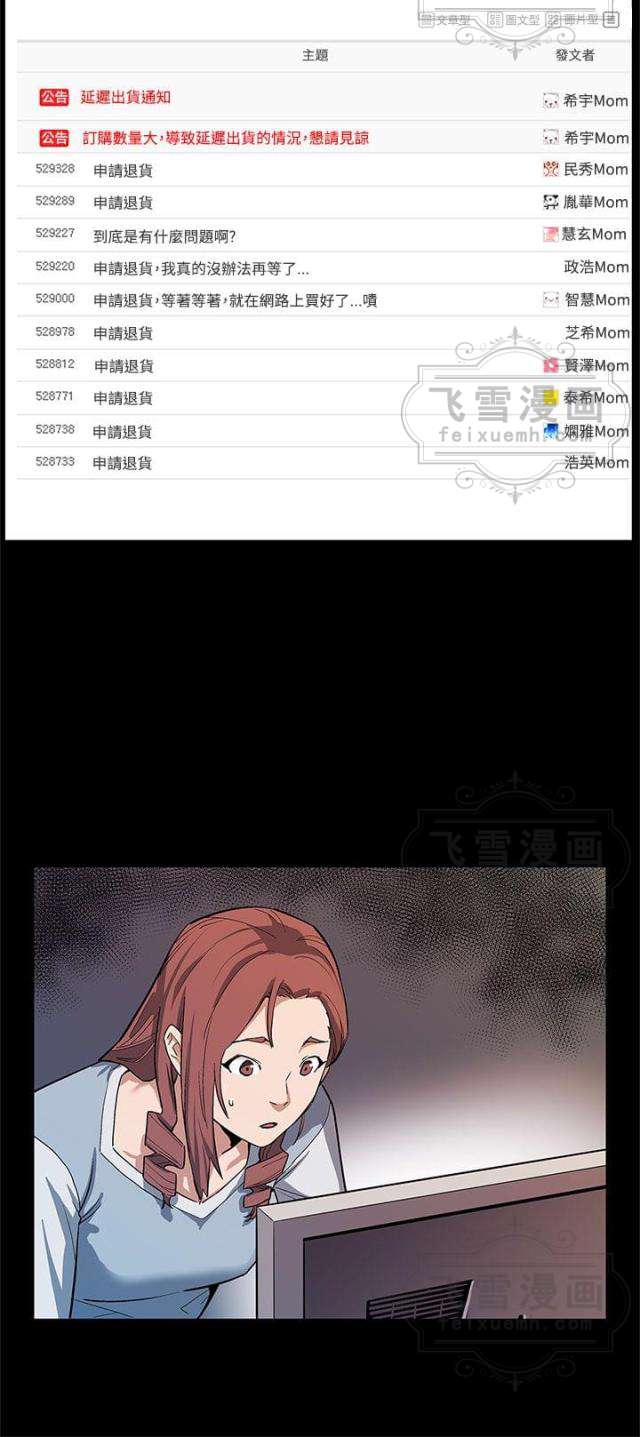 文章型 圖文型 圖片型
主題 發文者
公告 延遲出貨通知 希宇Mom
公告 訂購數量大,導致延遲出貨的情況,懇請見諒 希宇Mom
529328 申請退貨 民秀Mom
529289 申請退貨 胤華Mom
529227 到底是有什麼問題啊? 慧玄Mom
529220 申請退貨,我真的沒辦法再等了... 政浩Mom
529000 申請退貨,等著等著,就在網路上買好了...嘖 智慧Mom
528978 申請退貨 芝希Mom
528812 申請退貨 賢澤Mom
528771 申請退貨 泰希Mom
528738 申請退貨 嫻雅Mom
528733 申請退貨 浩英Mom
飞雪漫画
feixuemh.com
飞雪漫画
飞雪漫画
feixuemh.com